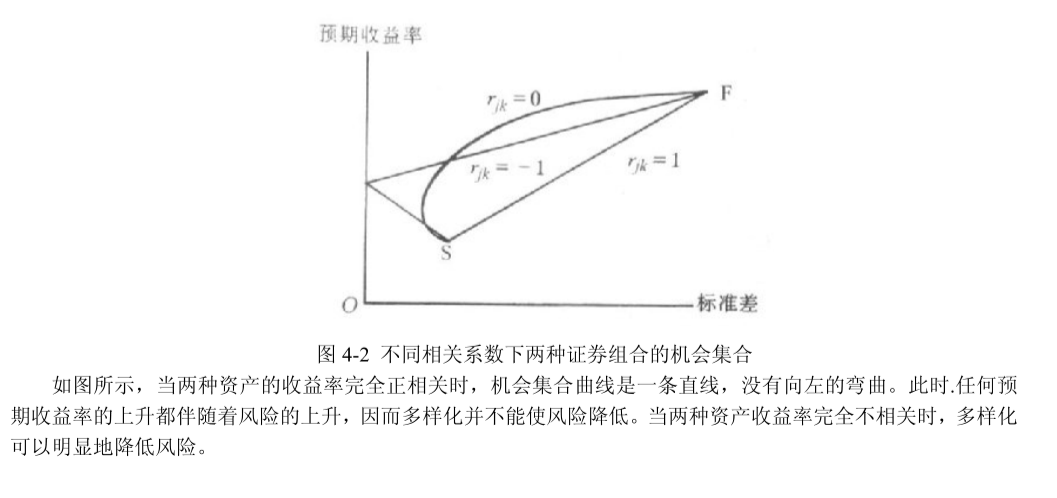 预期收益率
F
r_{jk} = 0
r_{jk} = -1
r_{jk} = 1
S
O
标准差
图 4-2 不同相关系数下两种证券组合的机会集合
如图所示，当两种资产的收益率完全正相关时，机会集合曲线是一条直线，没有向左的弯曲。此时.任何预
期收益率的上升都伴随着风险的上升，因而多样化并不能使风险降低。当两种资产收益率完全不相关时，多样化
可以明显地降低风险。